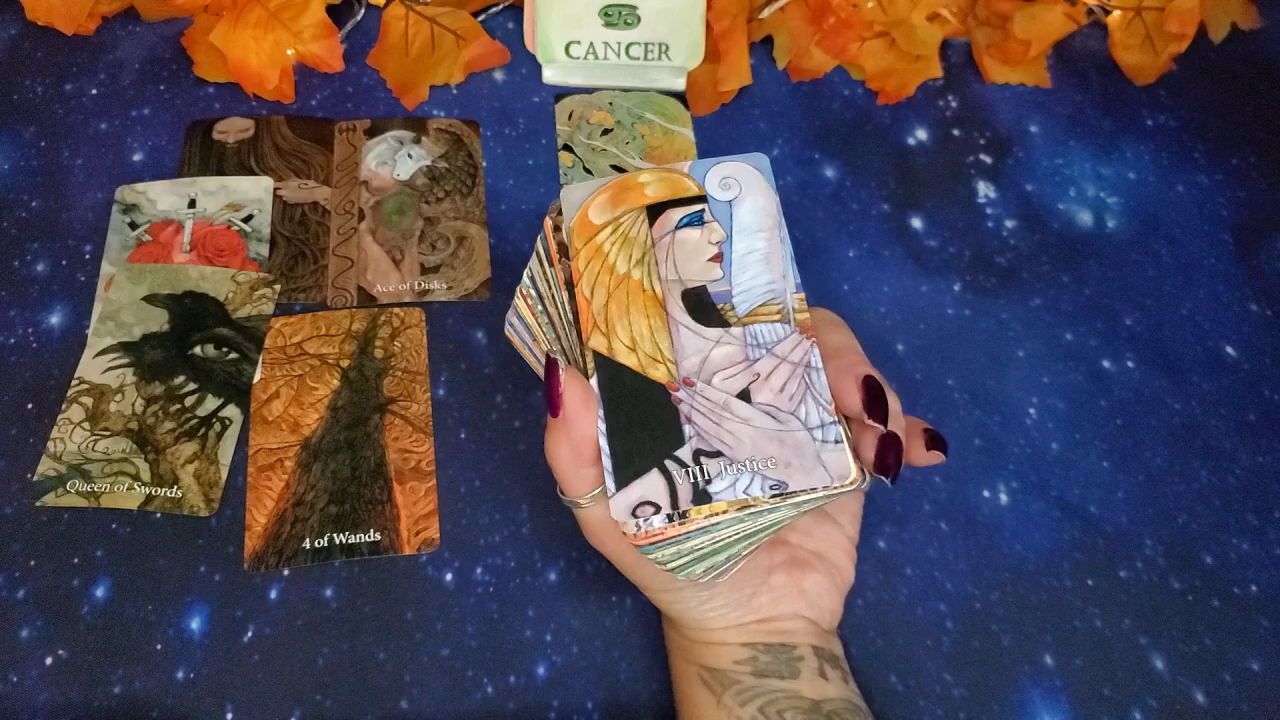 CANCER
Ace of Disks
VIII Justice
Queen of Swords
4 of Wands